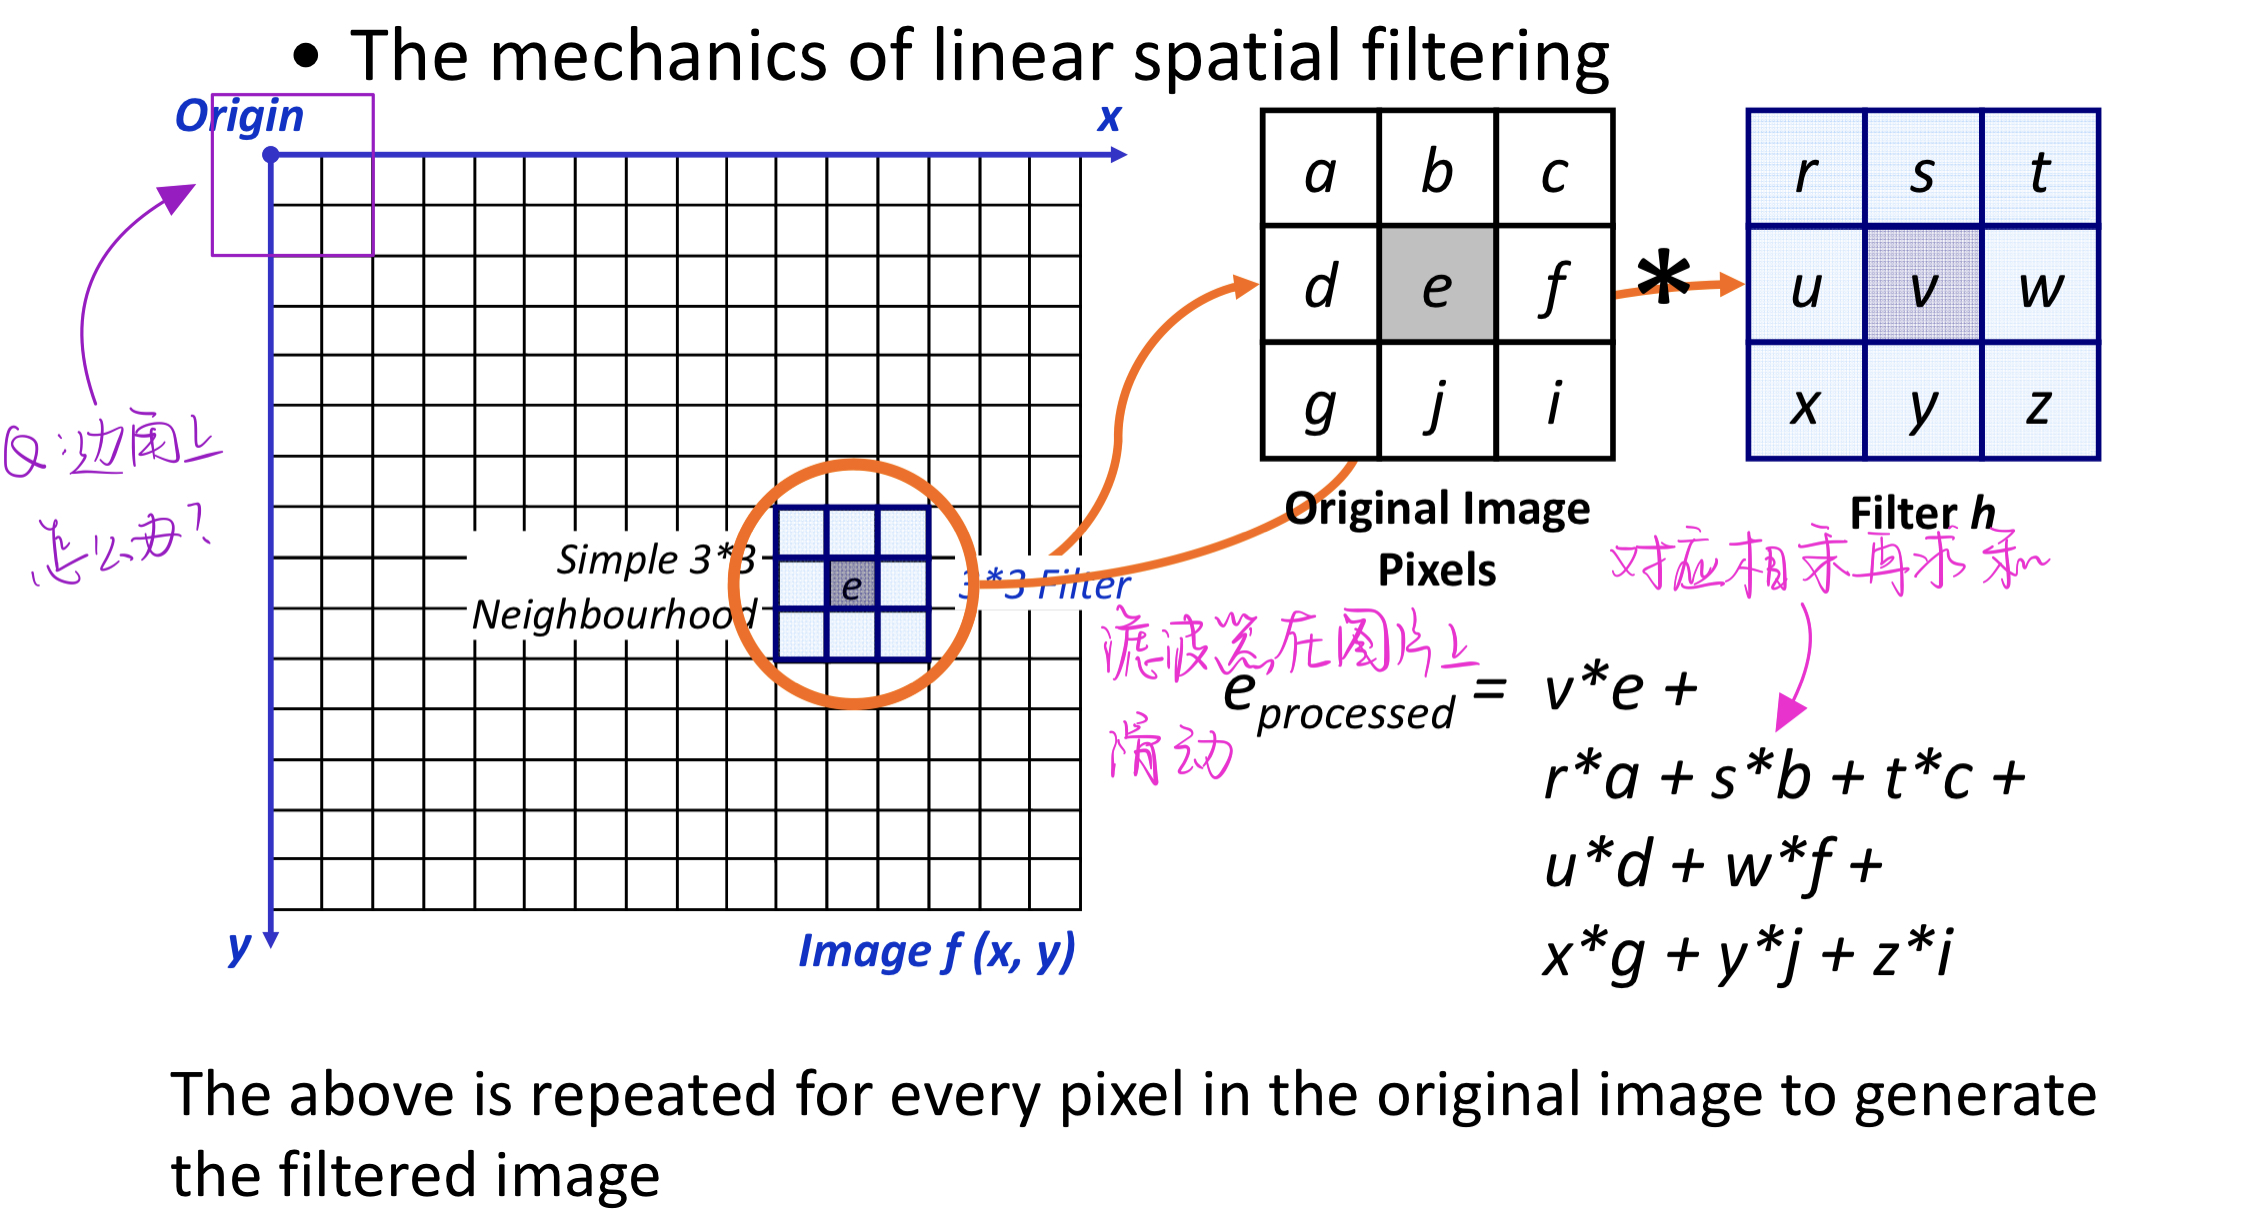 • The mechanics of linear spatial filtering
Origin
x
a b c
d e f
g j i
*
r s t
u v w
x y z
Q:边角上
怎么办?
Simple 3*3
Neighbourhood
e
3*3 Filter
Original Image
Pixels
Filter h
对应相乘再求和
滤波器在图片上
滑动
e processed = v*e +
r*a + s*b + t*c +
u*d + w*f +
x*g + y*j + z*i
y
Image f (x, y)
The above is repeated for every pixel in the original image to generate
the filtered image